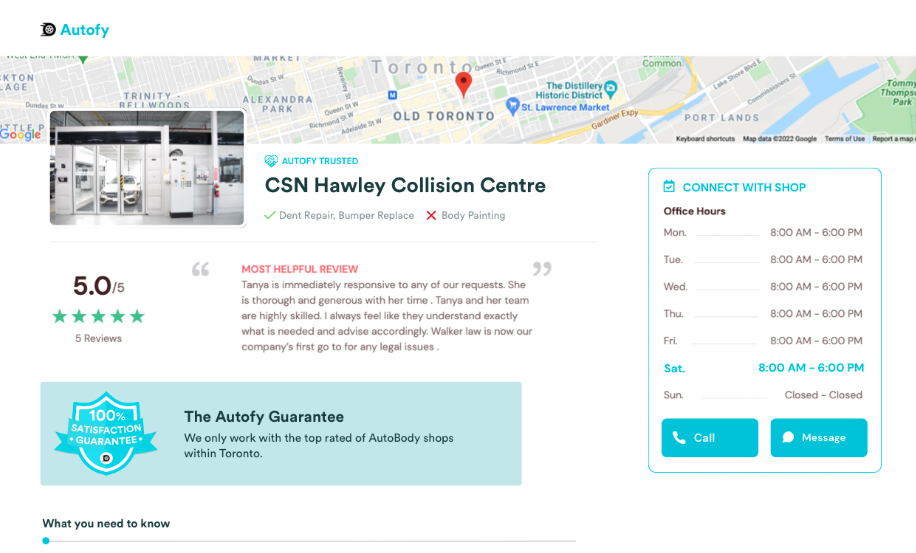 Autofy
West End YMCA
MARKET
Toronto
Queen St E
Richmond St E
Common
Dundas St W
Beverley St
TRINITY -
BELLWOODS
ALEXANDRA
PARK
Queen St W
Richmond St W
Adelaide St W
M
OLD TORONTO
The Distillery
Historic District
St. Lawrence Market
Gardiner Expy
Lake Shore Blvd E
Commissioners St
PORT LANDS
Tommy
Thompson
Park
Dundas St W
Google
Keyboard shortcuts Map data ©2022 Google Terms of Use Report a map
AUTOFY TRUSTED
CSN Hawley Collision Centre
Dent Repair, Bumper Replace Body Painting
5.0/5
5 Reviews
“
MOST HELPFUL REVIEW
”
Tanya is immediately responsive to any of our requests. She
is thorough and generous with her time . Tanya and her team
are highly skilled. I always feel like they understand exactly
what is needed and advise accordingly. Walker law is now our
company’s first go to for any legal issues .
100%
SATISFACTION
GUARANTEE
The Autofy Guarantee
We only work with the top rated of AutoBody shops
within Toronto.
What you need to know
CONNECT WITH SHOP
Office Hours
Mon. 8:00 AM - 6:00 PM
Tue. 8:00 AM - 6:00 PM
Wed. 8:00 AM - 6:00 PM
Thu. 8:00 AM - 6:00 PM
Fri. 8:00 AM - 6:00 PM
Sat. 8:00 AM - 6:00 PM
Sun. Closed - Closed
Call
Message